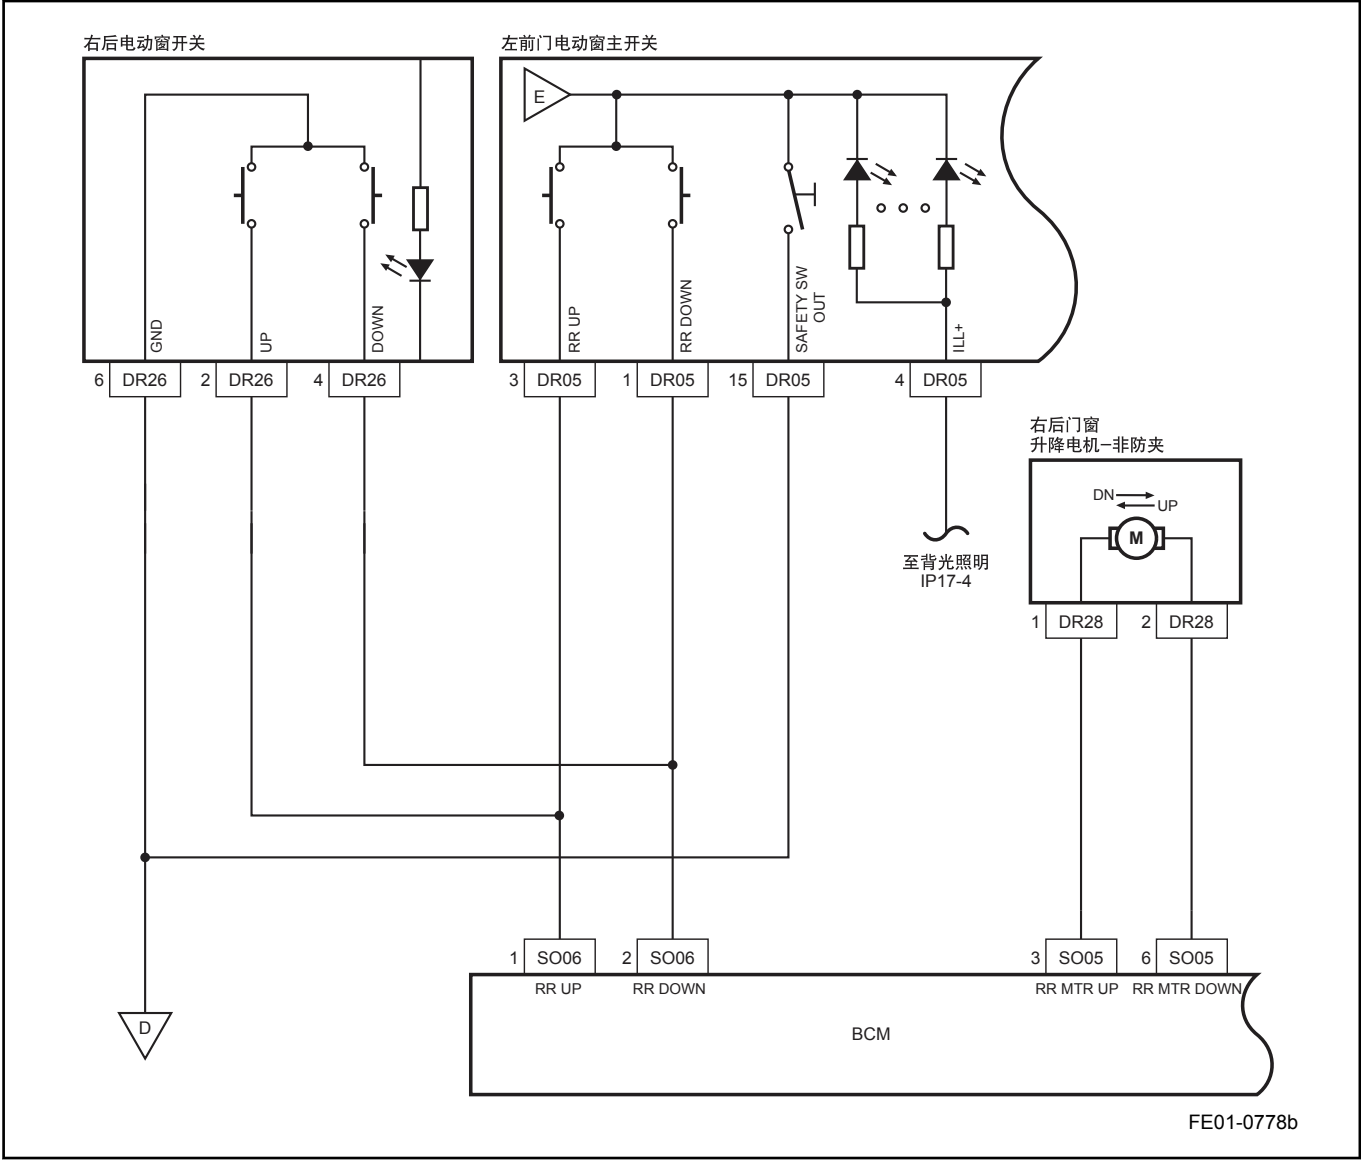 右后电动窗开关
左前门电动窗主开关
E
GND
UP
DOWN
RR UP
RR DOWN
SAFETY SW
OUT
ILL+
6 DR26
2 DR26
4 DR26
3 DR05
1 DR05
15 DR05
4 DR05
右后门窗
升降电机-非防夹
DN
UP
M
至背光照明
IP17-4
1 DR28
2 DR28
1 SO06
2 SO06
3 SO05
6 SO05
RR UP
RR DOWN
RR MTR UP
RR MTR DOWN
D
BCM
FE01-0778b